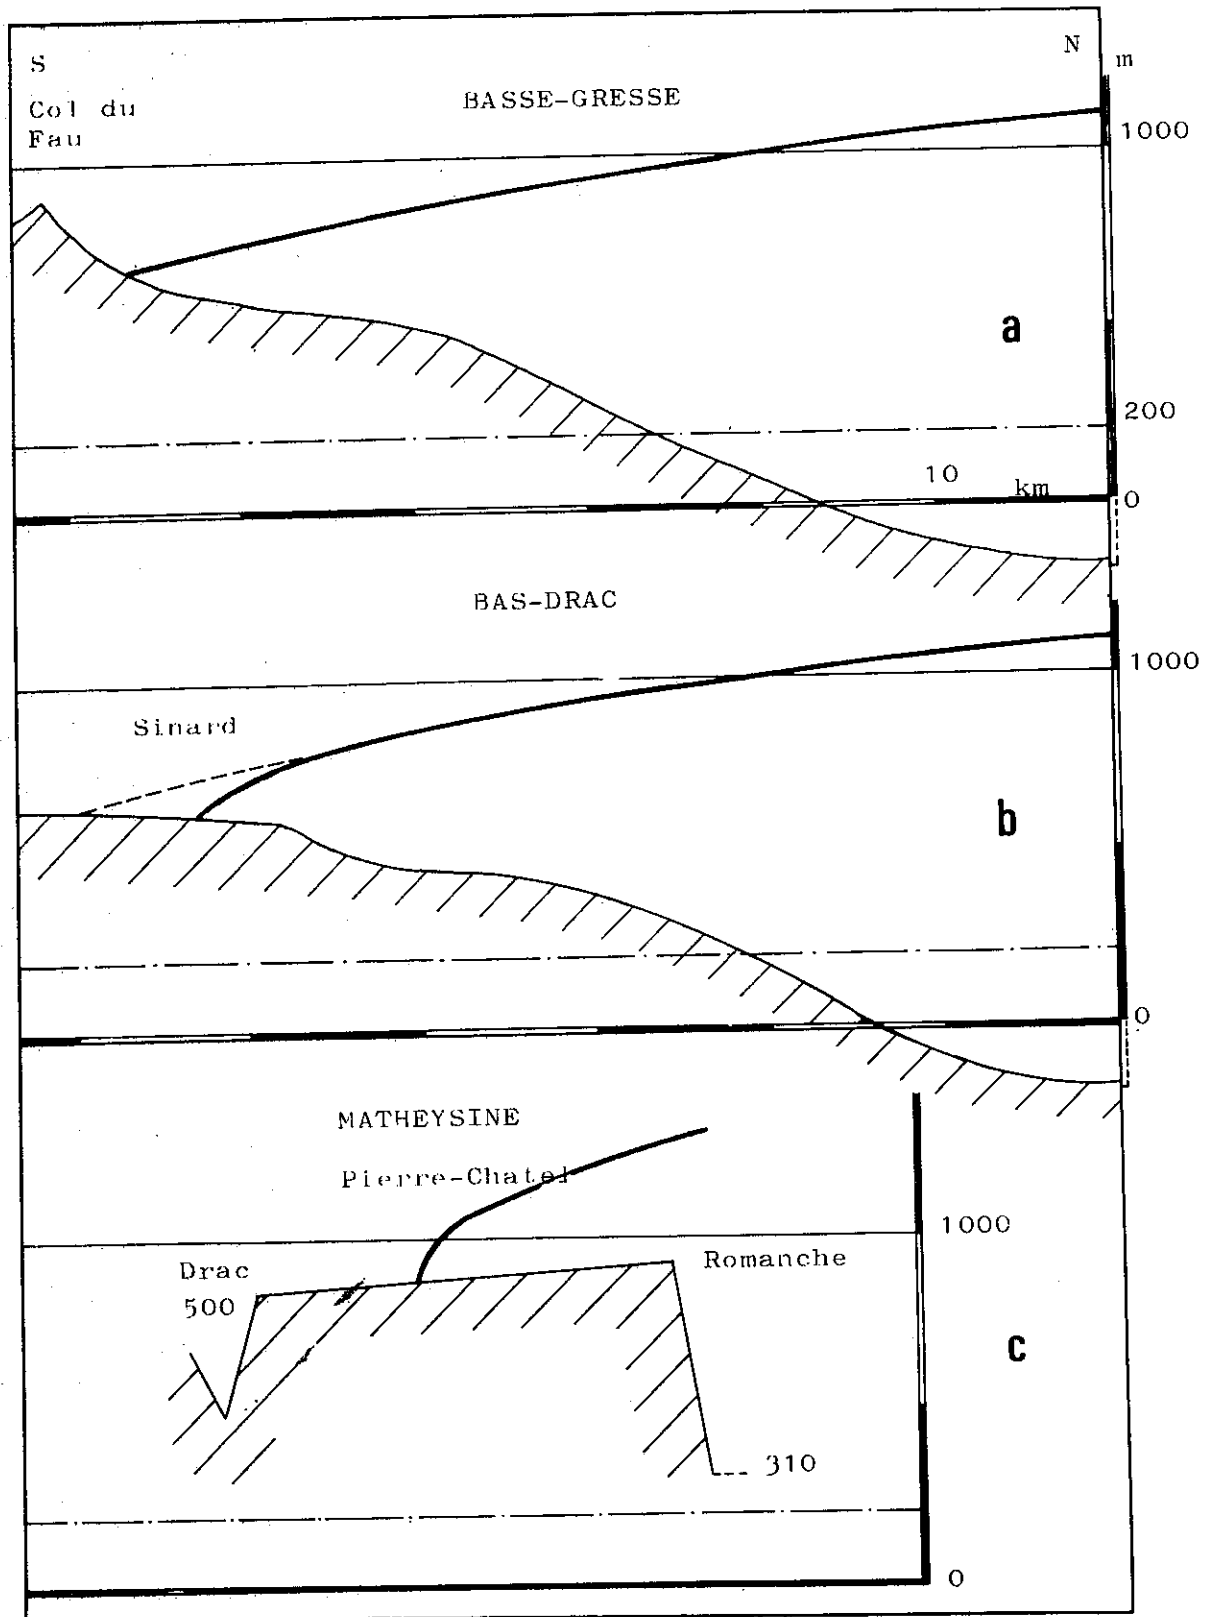 S
N
m
Col du
Fau
BASSE-GRESSE
1000
a
200
10 km
0
BAS-DRAC
1000
Sinard
b
0
MATHEYSINE
Pierre-Chatel
1000
Drac
500
Romanche
c
310
0